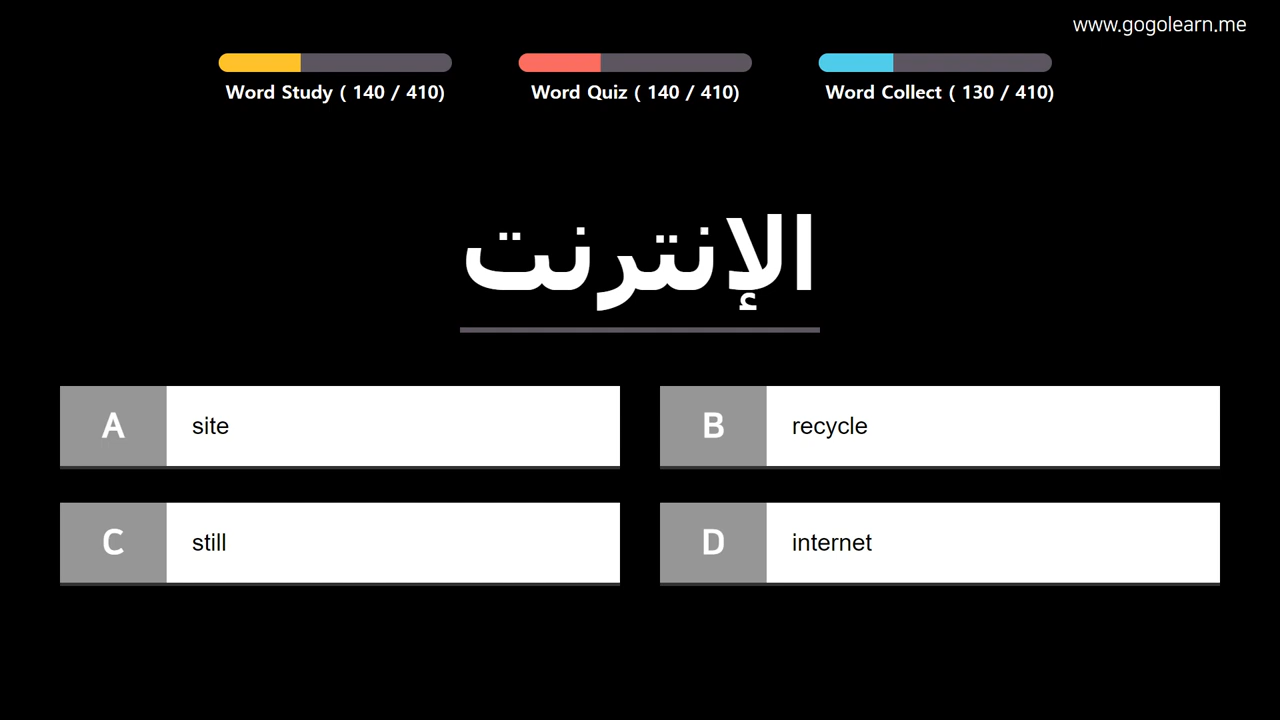 www.gogolearn.me
Word Study ( 140 / 410)
Word Quiz ( 140 / 410)
Word Collect ( 130 / 410)
الإنترنت
A site
B recycle
C still
D internet